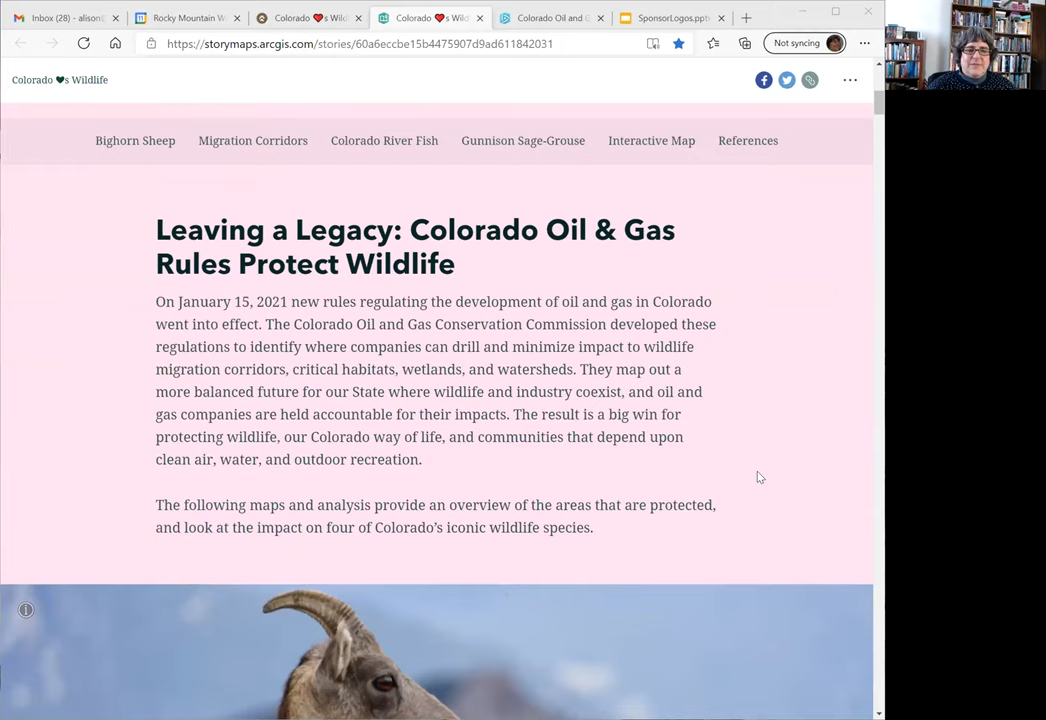 Inbox (28) - alison
Rocky Mountain W
Colorado ❤️s Wild
Colorado ❤️s Wild
Colorado Oil and G
SponsorLogos.ppt
https://storymaps.arcgis.com/stories/60a6eccbe15b4475907d9ad611842031
Not syncing
Colorado ❤s Wildlife
Bighorn Sheep
Migration Corridors
Colorado River Fish
Gunnison Sage-Grouse
Interactive Map
References
Leaving a Legacy: Colorado Oil & Gas
Rules Protect Wildlife
On January 15, 2021 new rules regulating the development of oil and gas in Colorado
went into effect. The Colorado Oil and Gas Conservation Commission developed these
regulations to identify where companies can drill and minimize impact to wildlife
migration corridors, critical habitats, wetlands, and watersheds. They map out a
more balanced future for our State where wildlife and industry coexist, and oil and
gas companies are held accountable for their impacts. The result is a big win for
protecting wildlife, our Colorado way of life, and communities that depend upon
clean air, water, and outdoor recreation.
The following maps and analysis provide an overview of the areas that are protected,
and look at the impact on four of Colorado's iconic wildlife species.